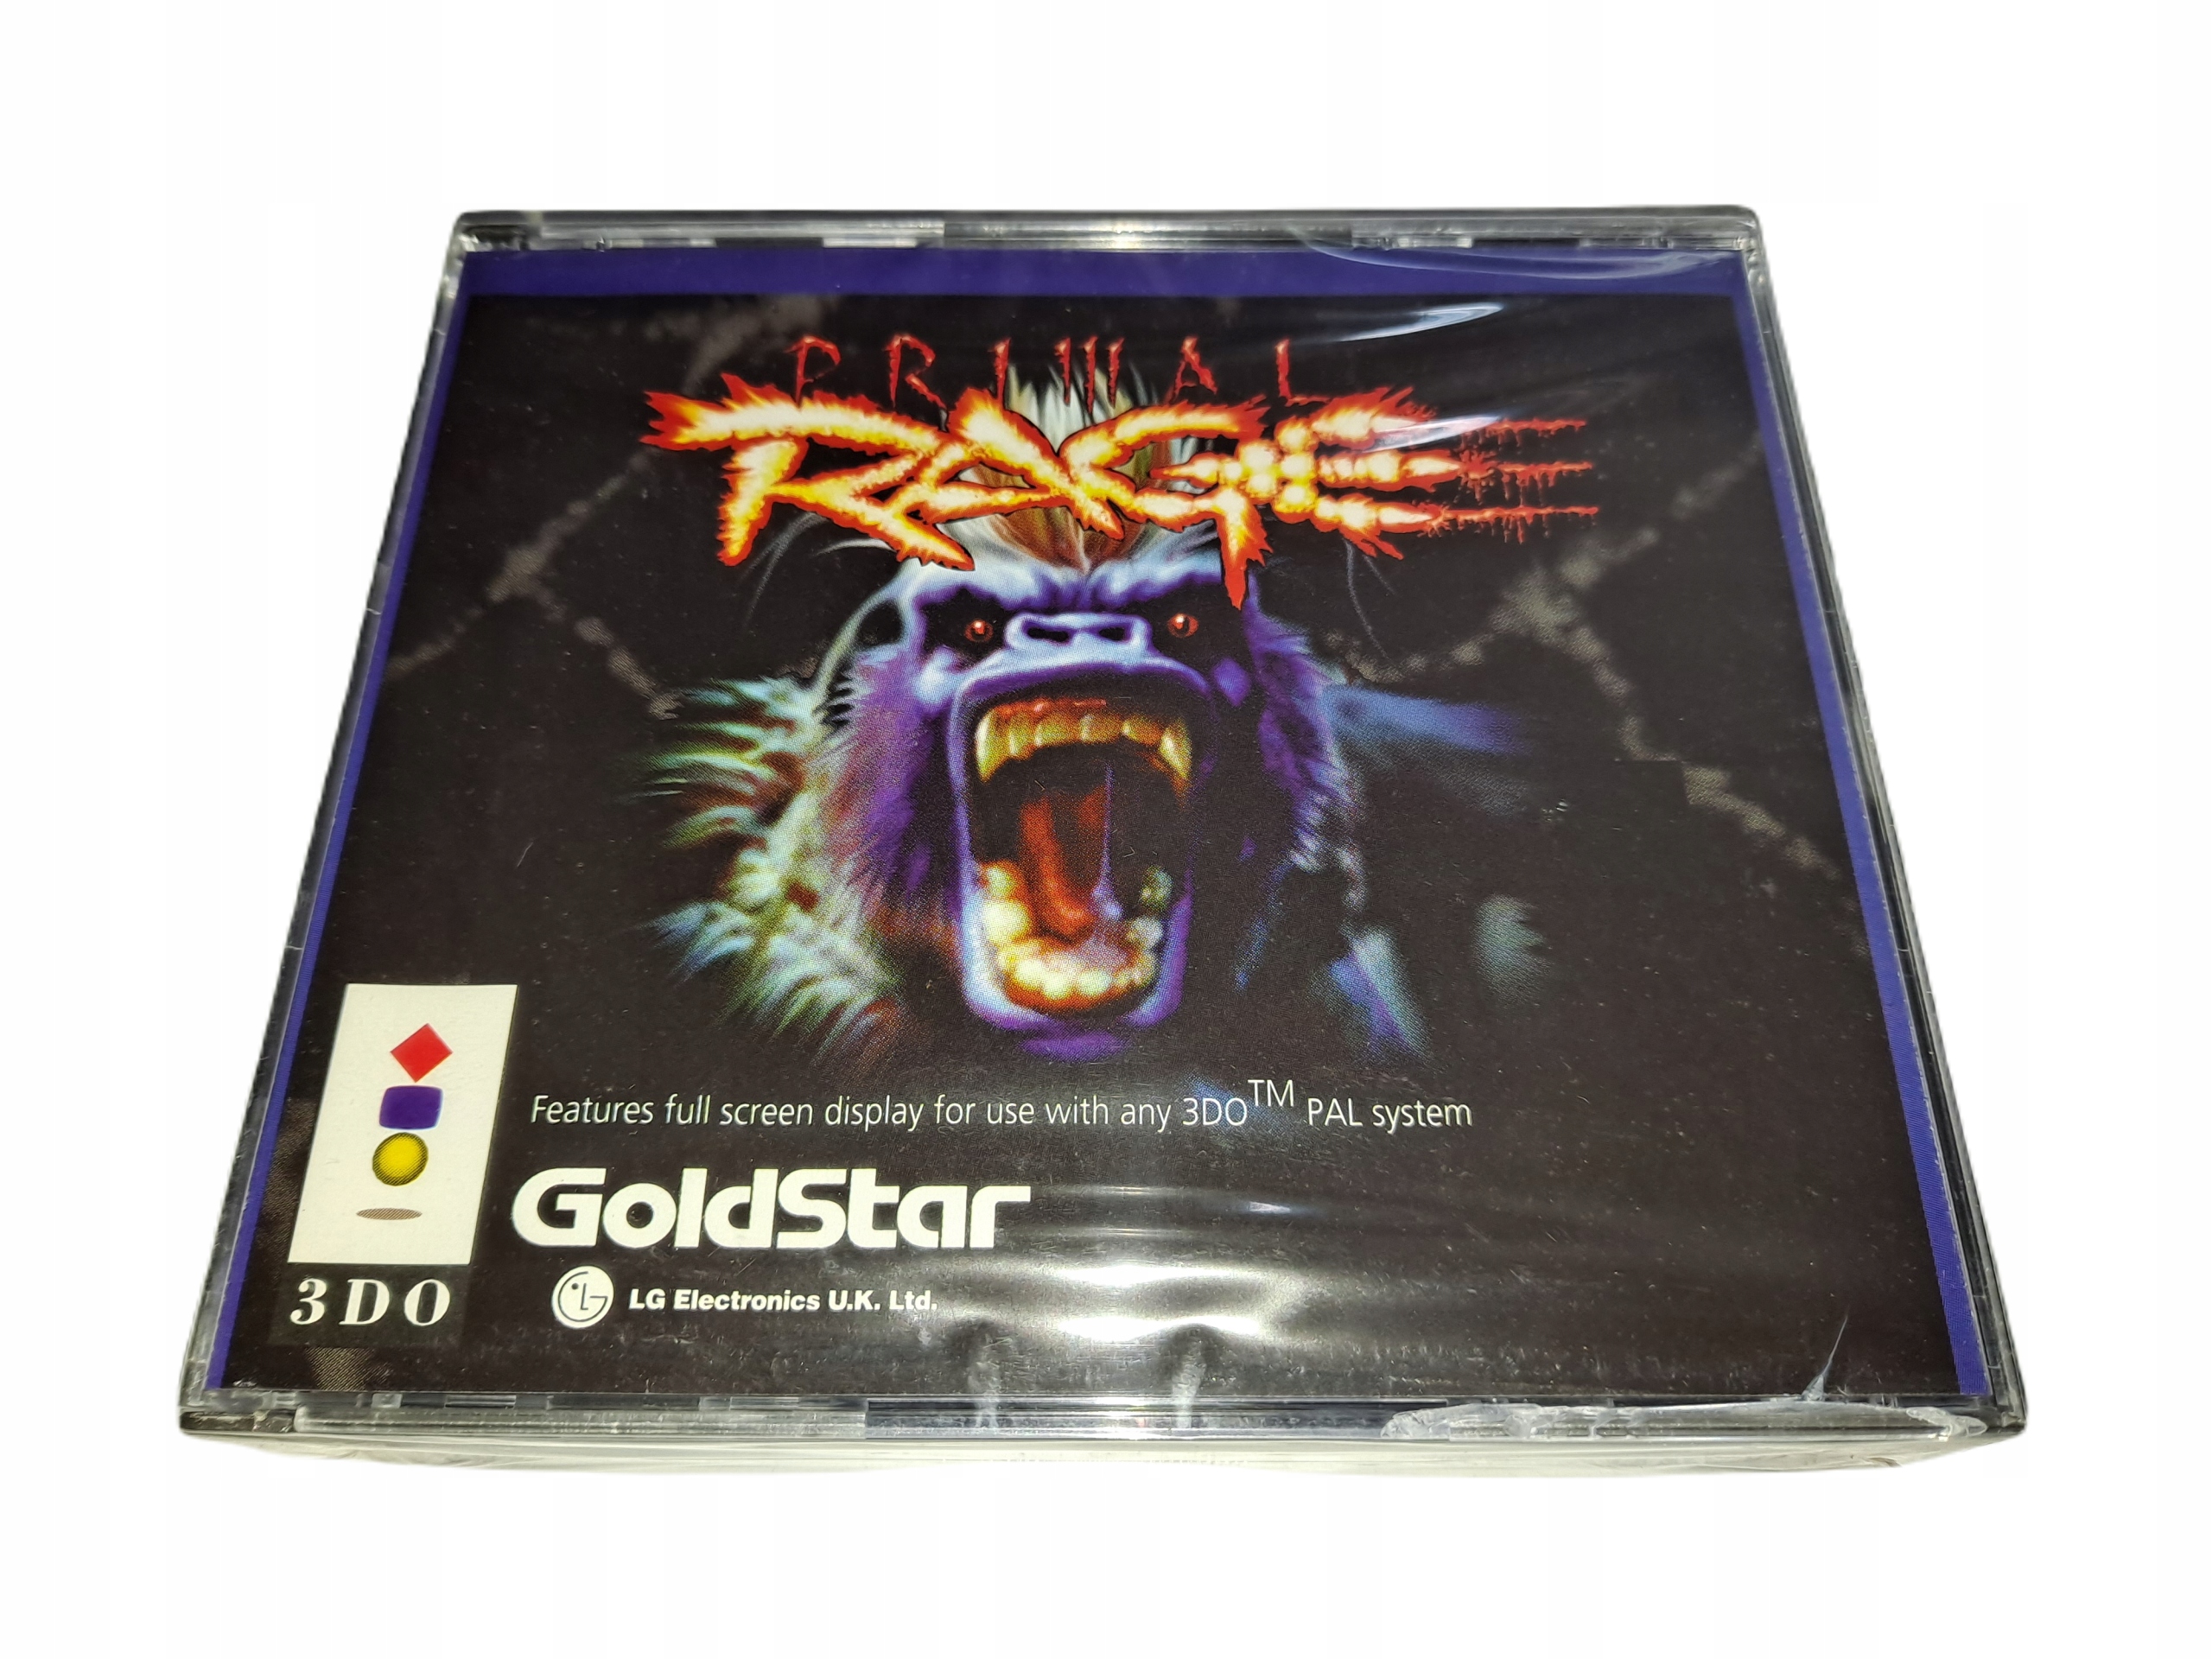 PRIMAL
RAGE
Features full screen display for use with any 3DO™ PAL system
GoldStar
LG Electronics U.K. Ltd.
3DO